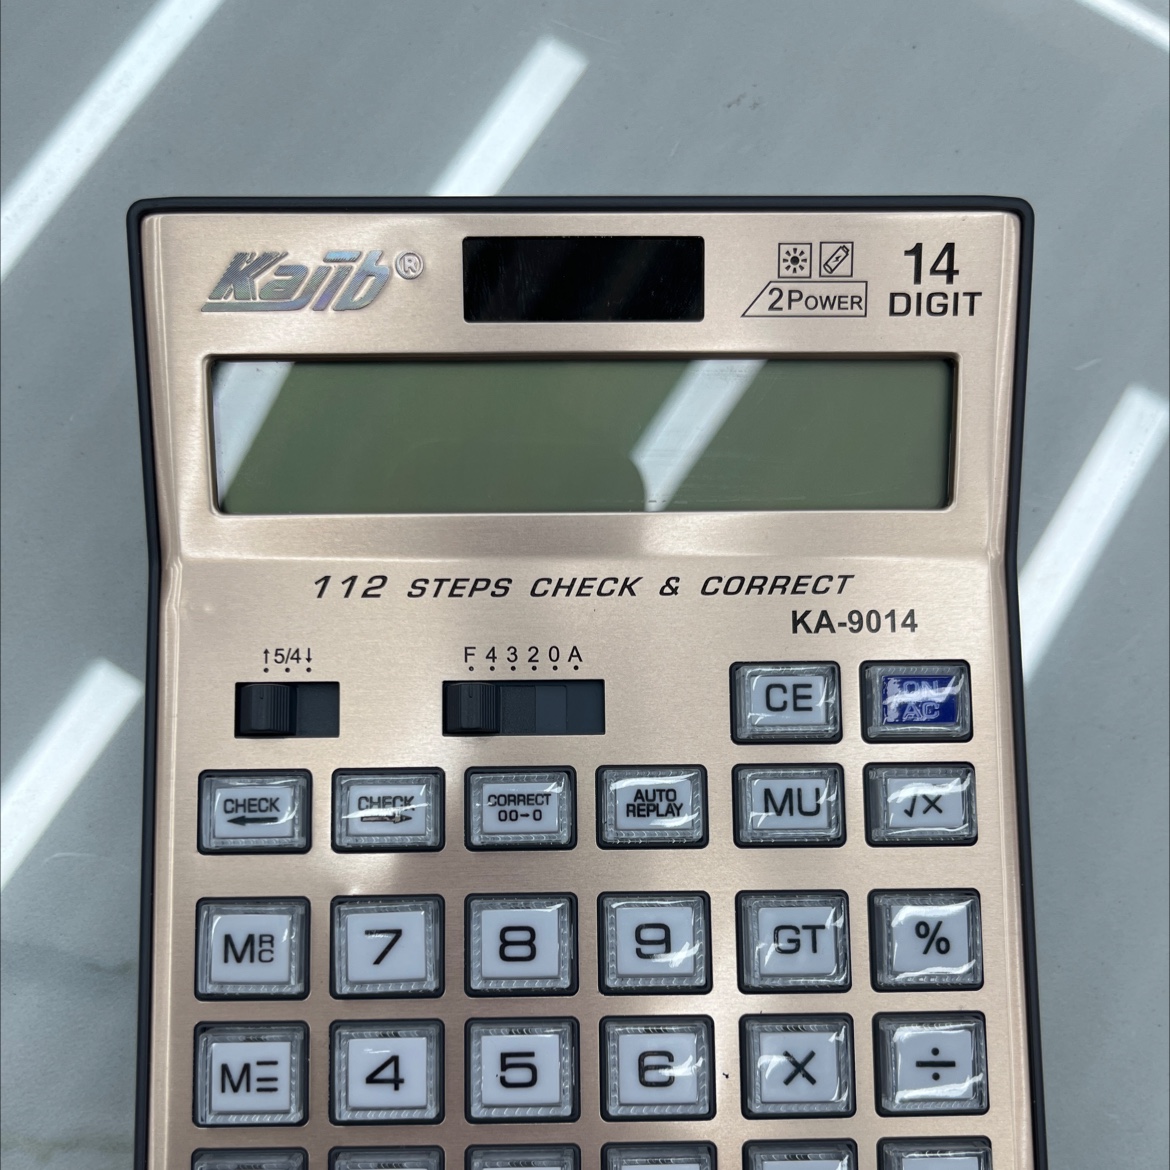 Kajib®
2POWER
14
DIGIT
112 STEPS CHECK & CORRECT
KA-9014
↑5/4↓
F 4 3 2 0 A
CE
ON
AC
CHECK
←
CHECK
→
CORRECT
00→0
AUTO
REPLAY
MU
√×
MRC
7
8
9
GT
%
M=
4
5
6
×
÷